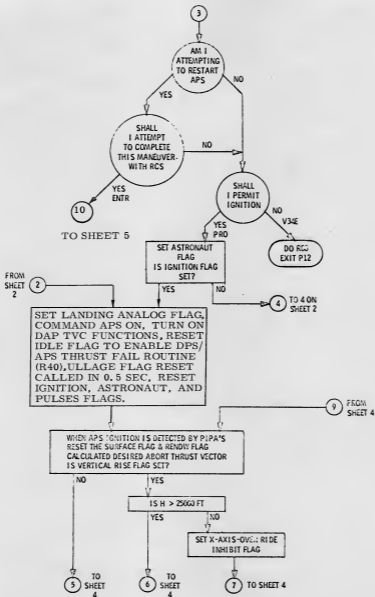 3
AM I
ATTEMPTING
TO RESTART
APS
NO
YES
SHALL
I ATTEMPT
TO COMPLETE
THIS MANEUVER-
WITH RCS
NO
YES
ENTR
10
TO SHEET 5
SHALL
I PERMIT
IGNITION
NO
V34E
YES
PRO
DO
EXIT P12
SET ASTRONAUT
FLAG
IS IGNITION FLAG
SET?
FROM
SHEET
2
2
YES
NO
4
TO 4 ON
SHEET 2
SET LANDING ANALOG FLAG,
COMMAND APS ON, TURN ON
DAP TVC FUNCTIONS, RESET
IDLE FLAG TO ENABLE DPS/
APS THRUST FAIL ROUTINE
(R40),ULLAGE FLAG RESET
CALLED IN 0.5 SEC, RESET
IGNITION, ASTRONAUT, AND
PULSES FLAGS.
9
FROM
SHEET 4
WHEN APS IGNITION IS DETECTED BY PIPA'S
RESET THE SURFACE FLAG & RENDW FLAG
CALCULATED DESIRED ABORT THRUST VECTOR
IS VERTICAL RISE FLAG SET?
NO
YES
IS H > 25000 FT
YES
NO
SET X-AXIS-OVERRIDE
INHIBIT FLAG
5
TO
SHEET
4
6
TO
SHEET
4
7
TO SHEET 4